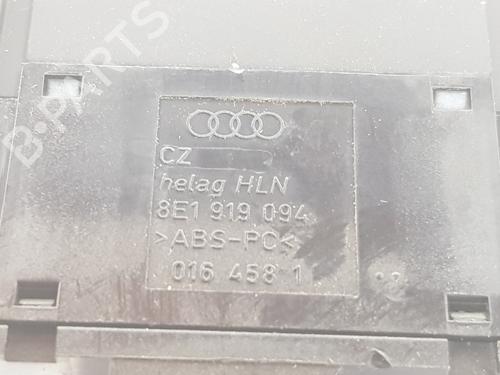 B-PARTS
CZ
helag HLN
8E1 919 094
>ABS-PC<
016 458 1